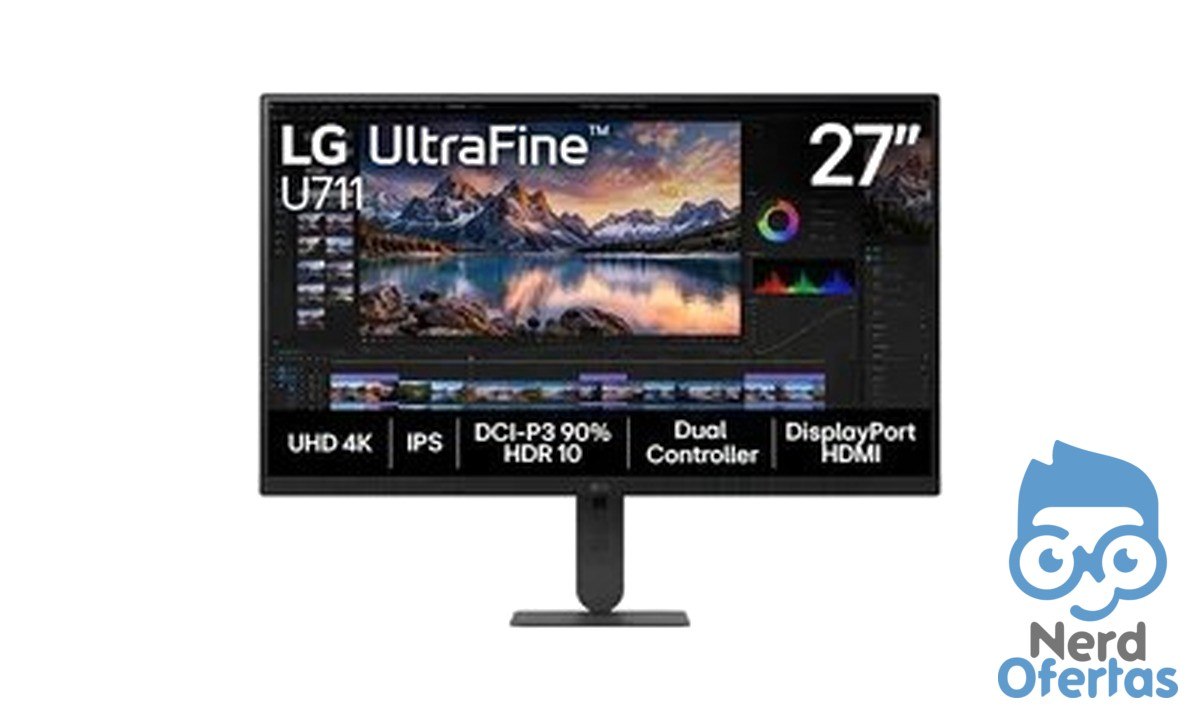 LG UltraFine™
27"
U711
UHD 4K
IPS
DCI-P3 90%
HDR 10
Dual
Controller
DisplayPort
HDMI
Nerd
Ofertas